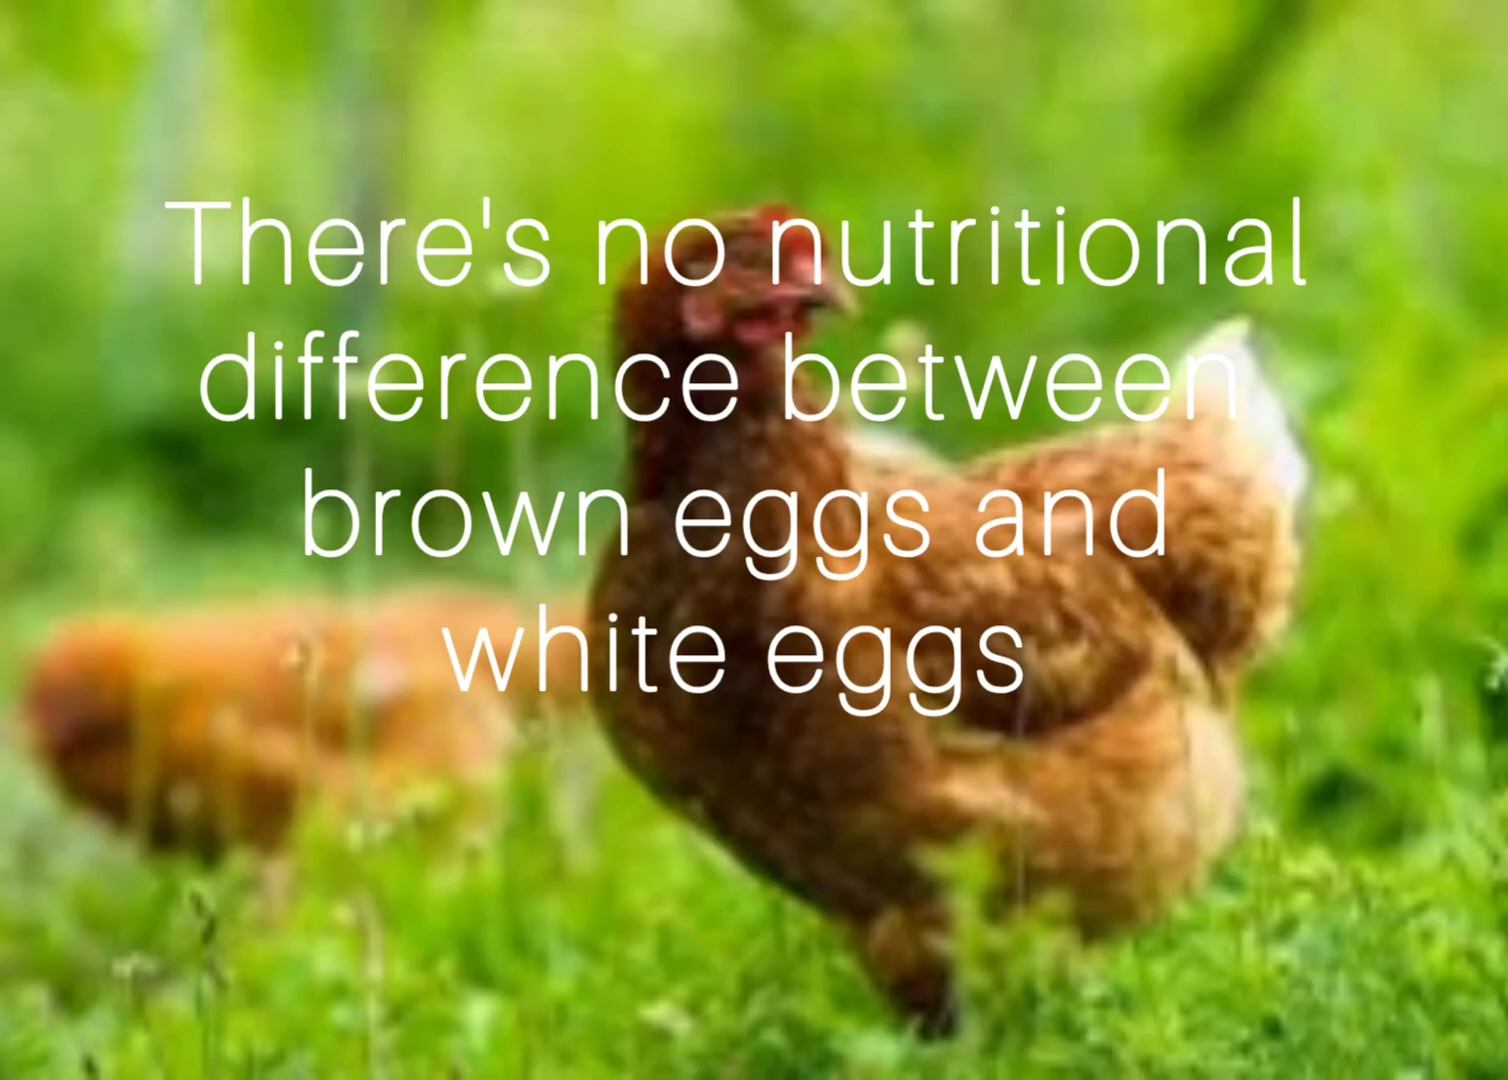 There's no nutritional
difference between
brown eggs and
white eggs